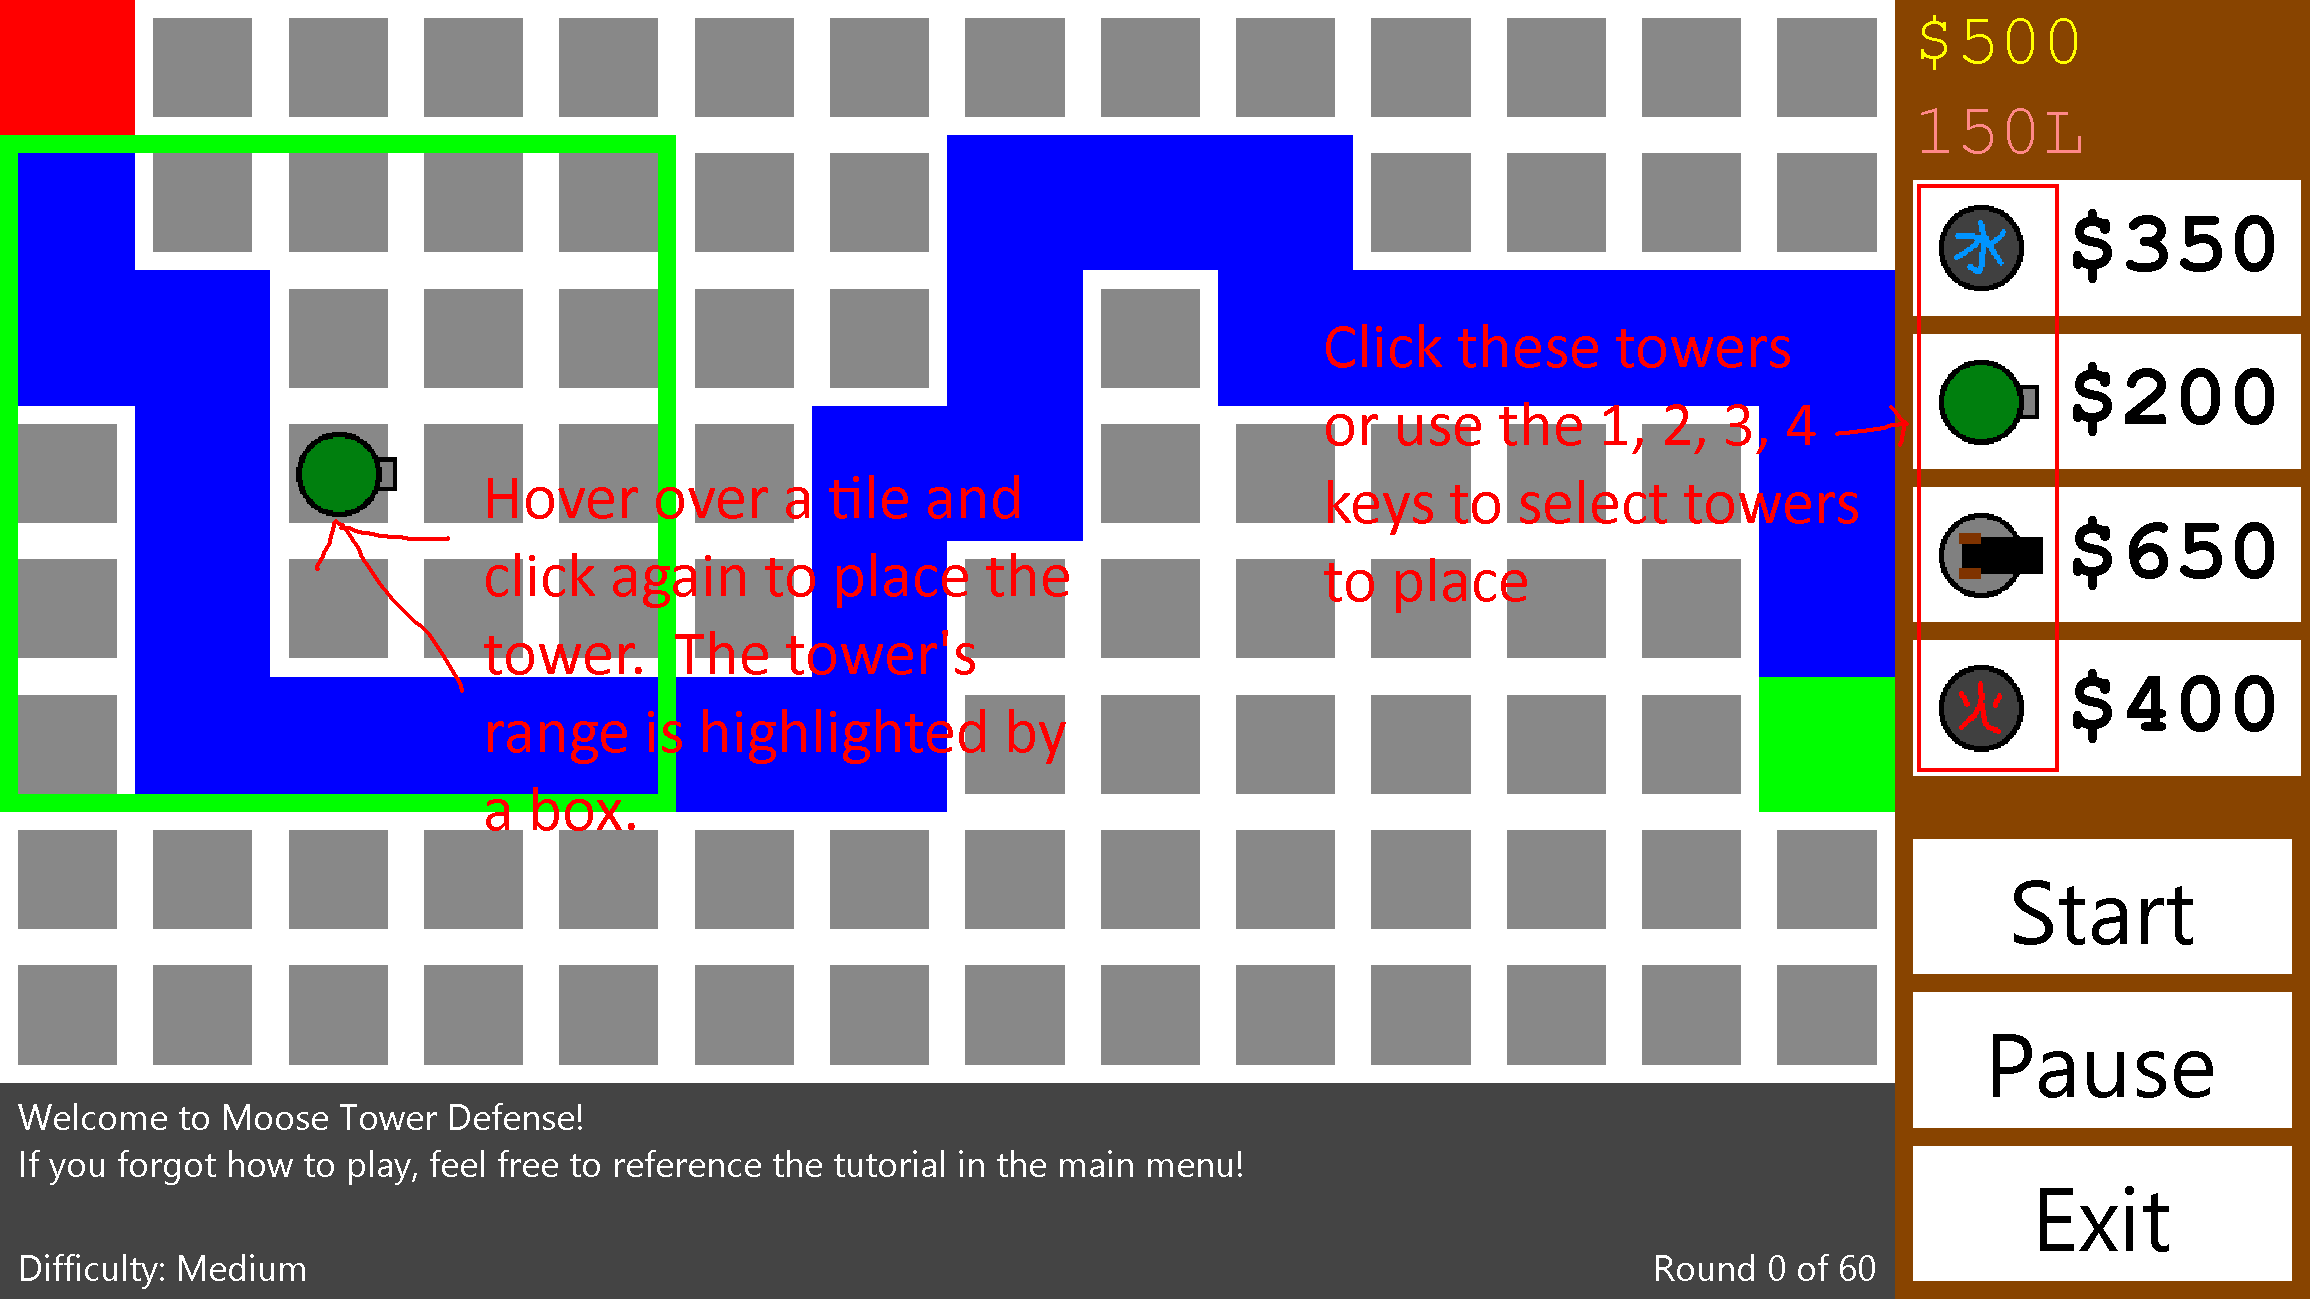 $500
150L
水 $350
$200
$650
火 $400
Click these towers
or use the 1, 2, 3, 4
keys to select towers
to place
Hover over a tile and
click again to place the
tower.  The tower's
range is highlighted by
a box.
Start
Pause
Exit
Welcome to Moose Tower Defense!
If you forgot how to play, feel free to reference the tutorial in the main menu!
Difficulty: Medium
Round 0 of 60